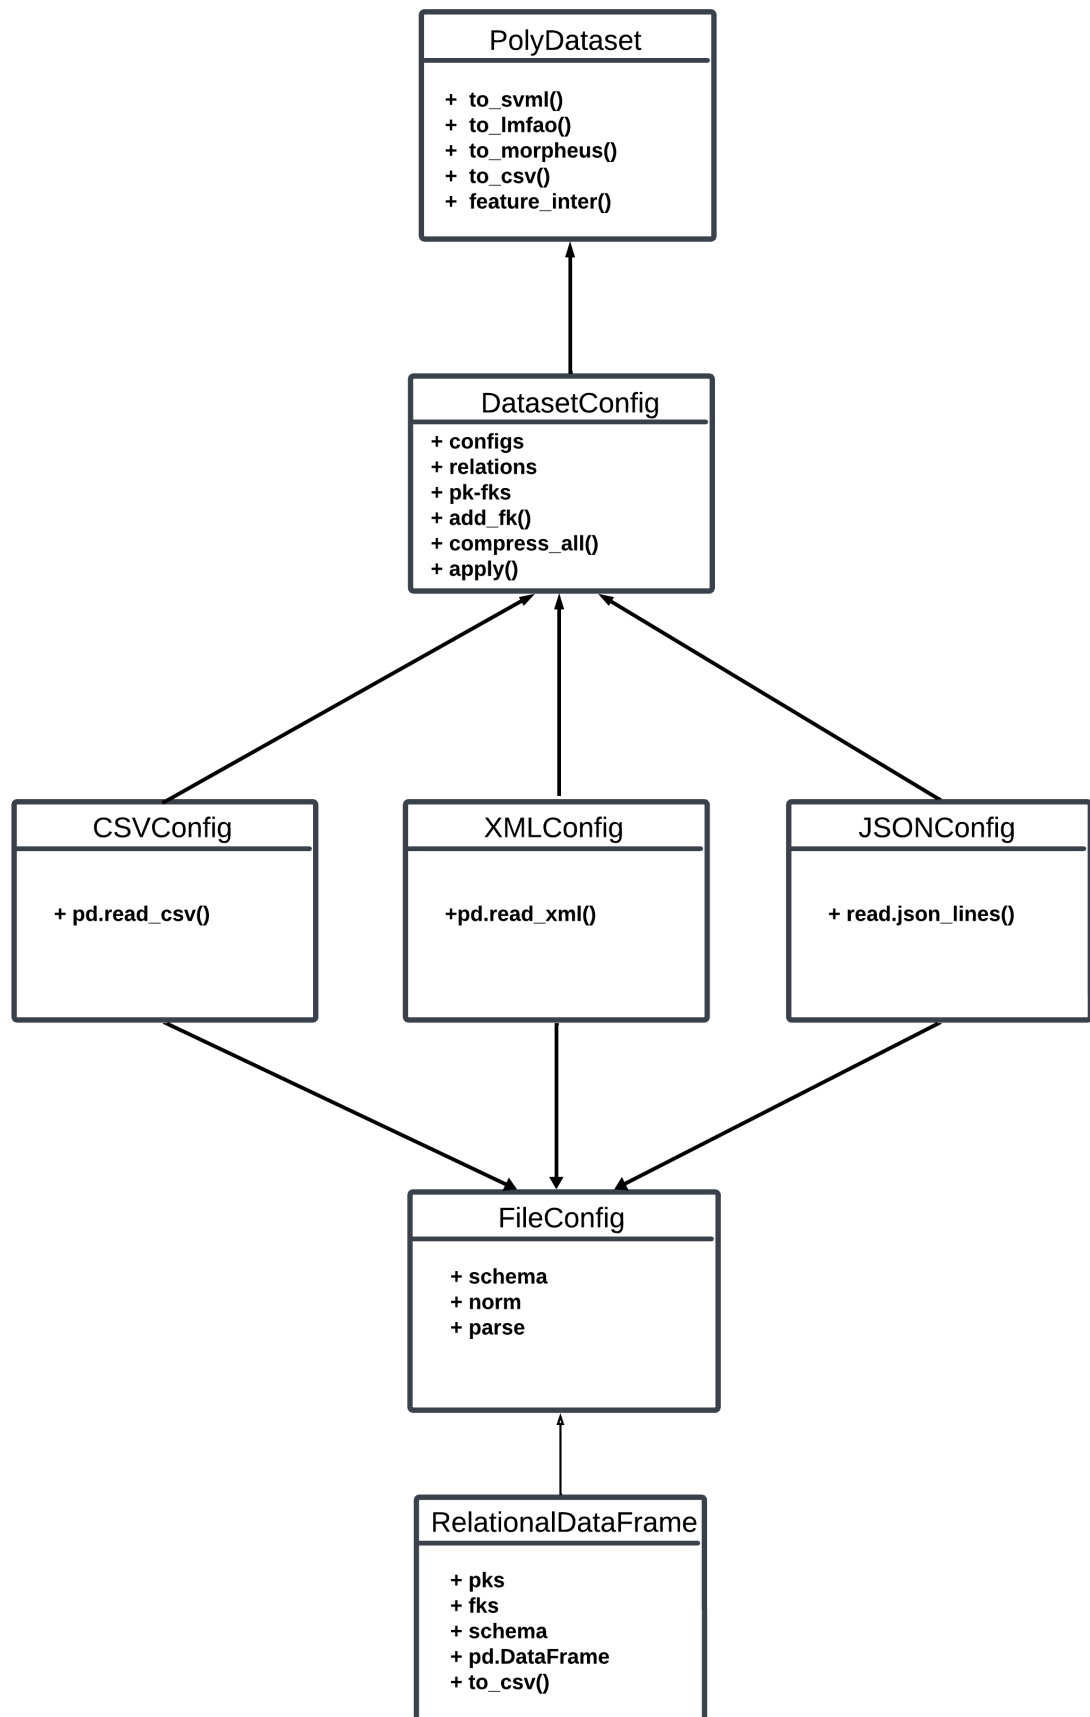 PolyDataset
+ to_svml()
+ to_lmfao()
+ to_morpheus()
+ to_csv()
+ feature_inter()
DatasetConfig
+ configs
+ relations
+ pk-fks
+ add_fk()
+ compress_all()
+ apply()
CSVConfig
+ pd.read_csv()
XMLConfig
+pd.read_xml()
JSONConfig
+ read.json_lines()
FileConfig
+ schema
+ norm
+ parse
RelationalDataFrame
+ pks
+ fks
+ schema
+ pd.DataFrame
+ to_csv()